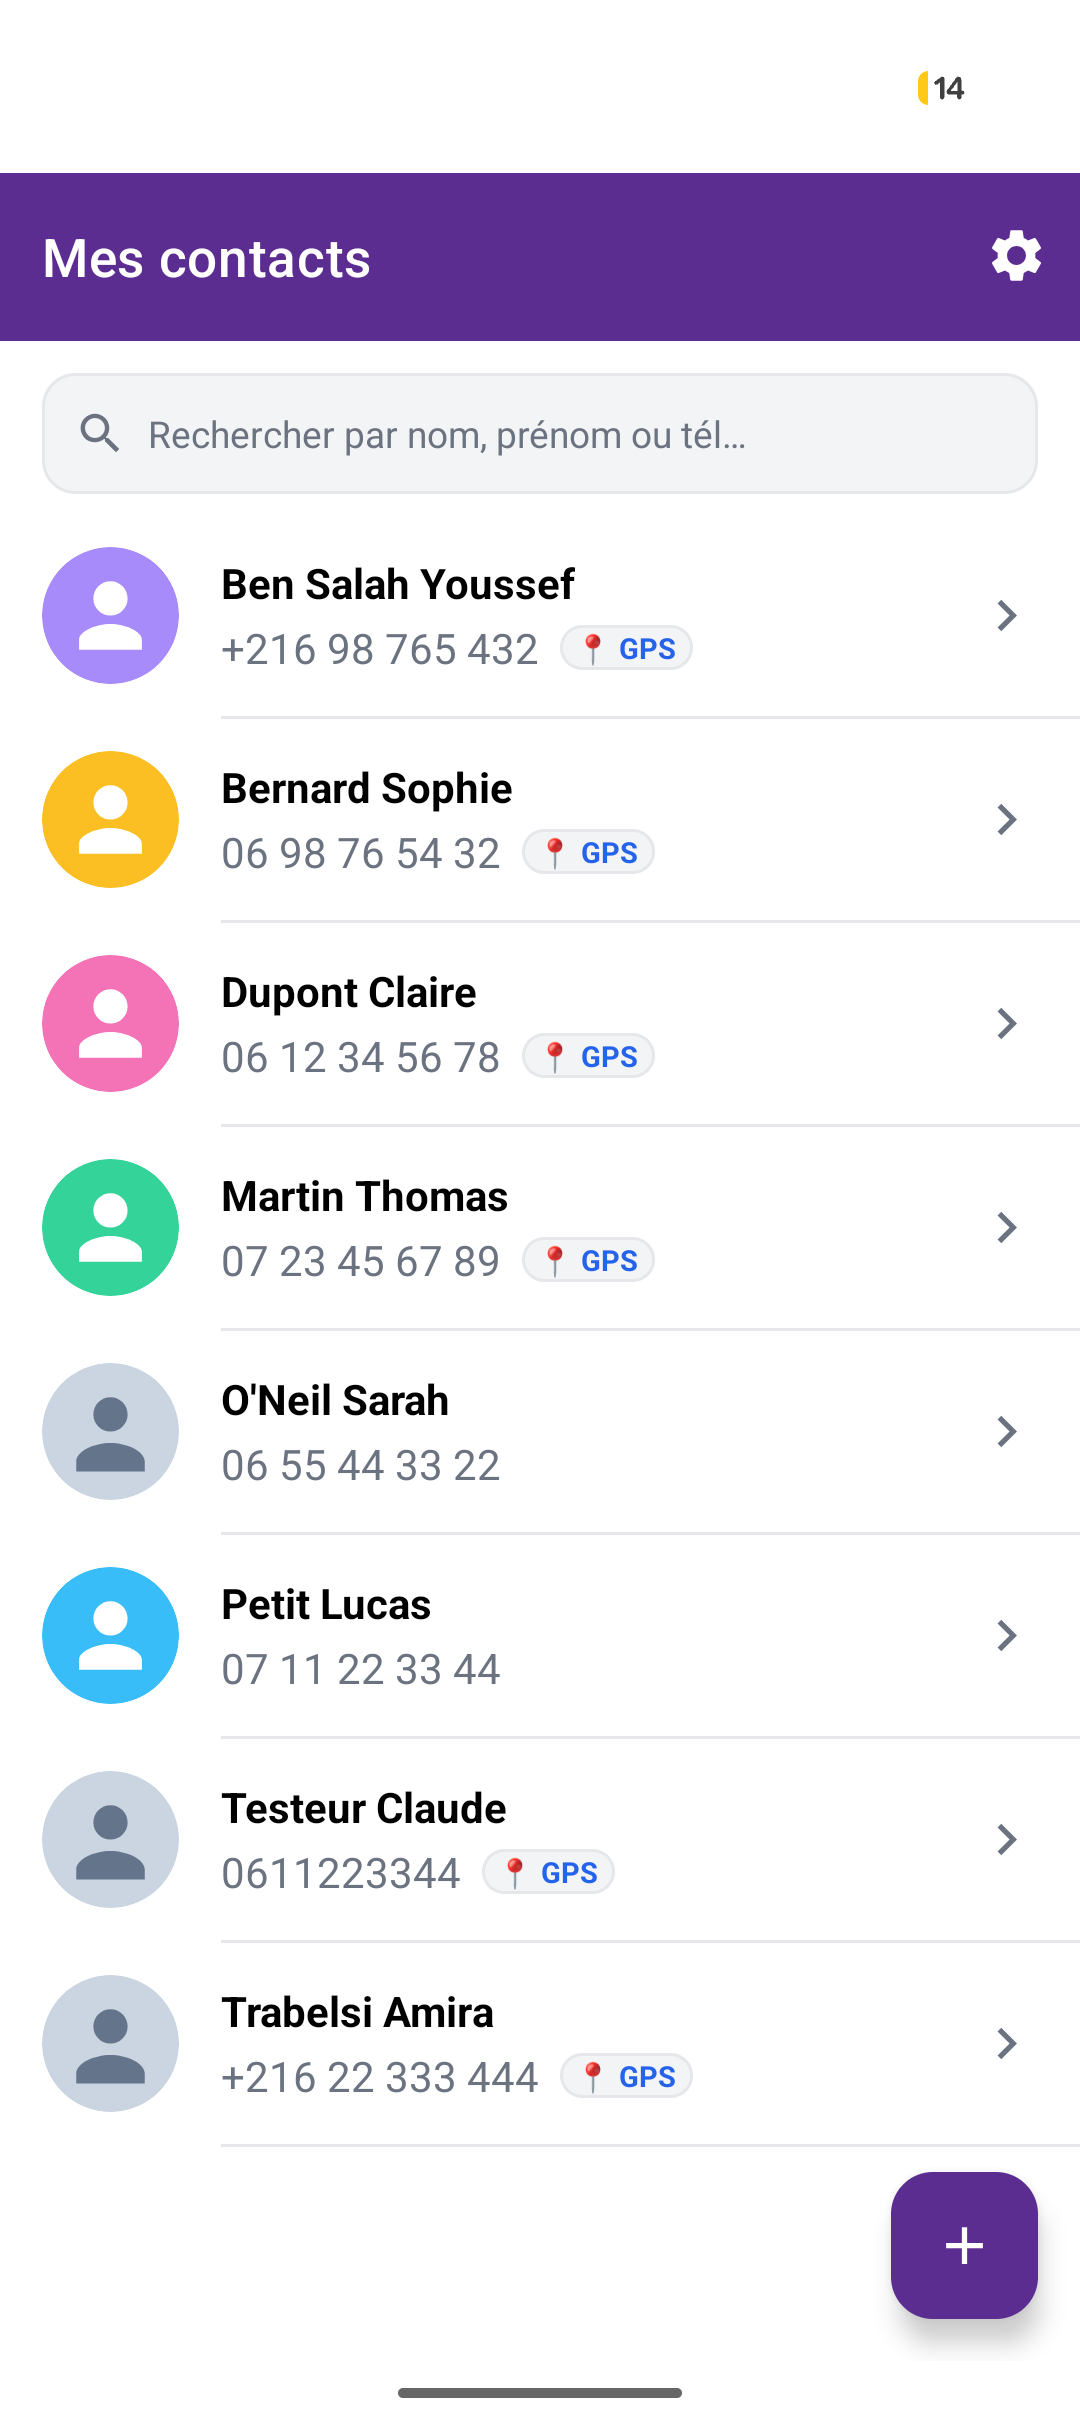 14
Mes contacts
Rechercher par nom, prénom ou tél…
Ben Salah Youssef
+216 98 765 432 📍 GPS
Bernard Sophie
06 98 76 54 32 📍 GPS
Dupont Claire
06 12 34 56 78 📍 GPS
Martin Thomas
07 23 45 67 89 📍 GPS
O'Neil Sarah
06 55 44 33 22
Petit Lucas
07 11 22 33 44
Testeur Claude
0611223344 📍 GPS
Trabelsi Amira
+216 22 333 444 📍 GPS
+